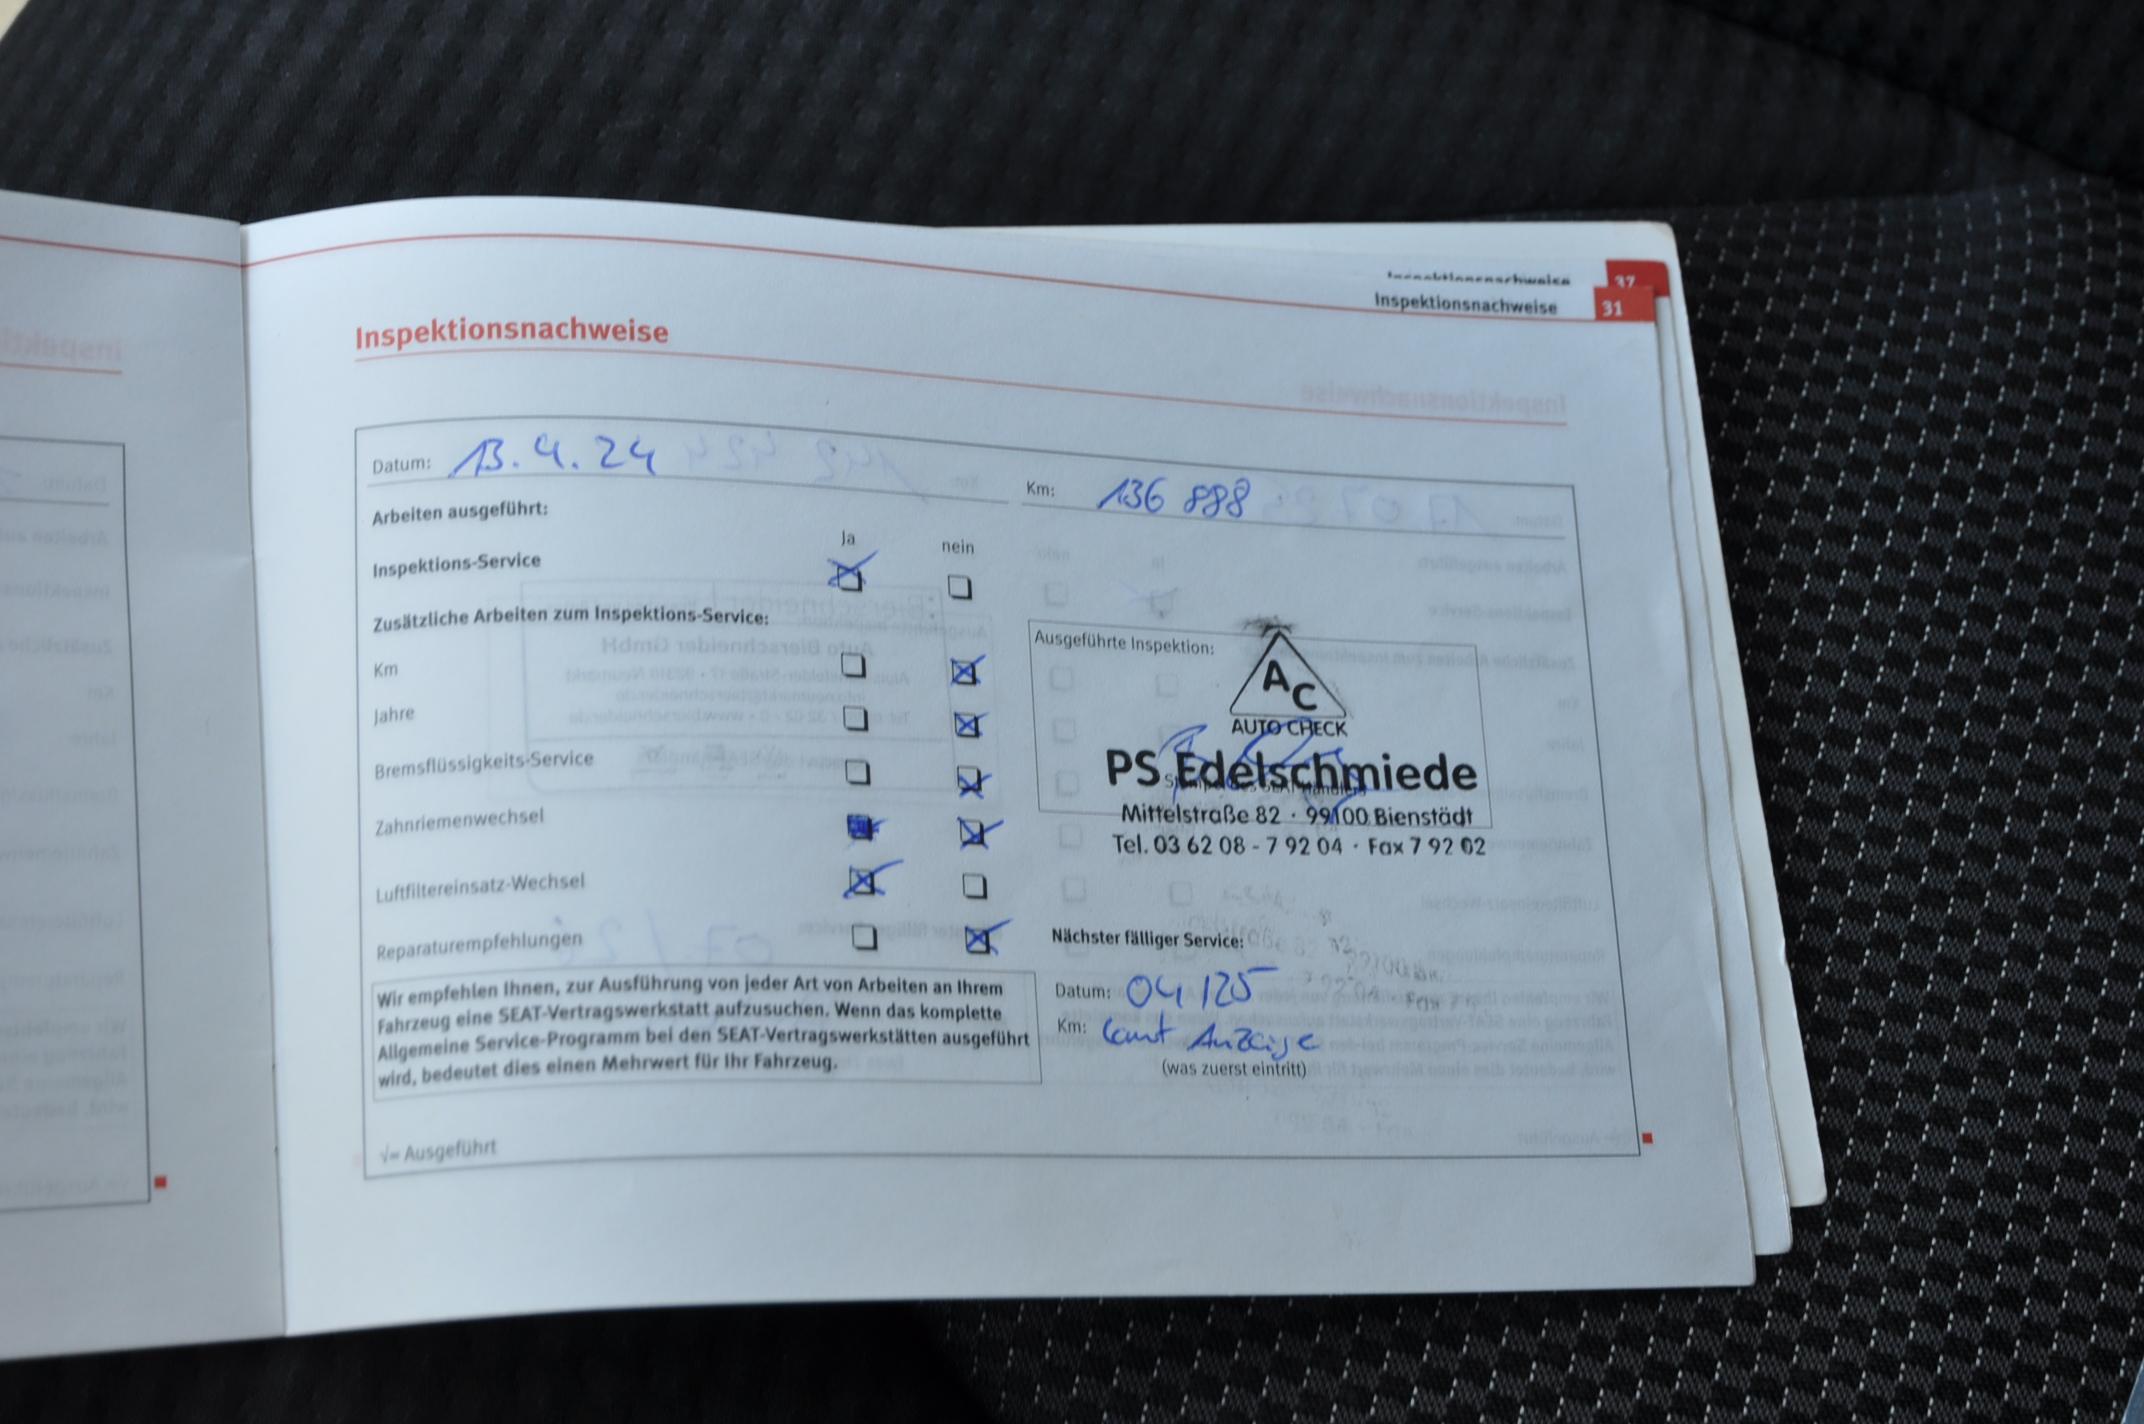 Inspektionsnachweise 37
Inspektionsnachweise 31
Inspektionsnachweise
Datum: 13.4.24
Km: 136 888
Arbeiten ausgeführt:
Ja nein
Inspektions-Service
Zusätzliche Arbeiten zum Inspektions-Service:
Km
Jahre
Bremsflüssigkeits-Service
Zahnriemenwechsel
Luftfiltereinsatz-Wechsel
Reparaturempfehlungen
Ausgeführte Inspektion:
AC
AUTO CHECK
PS Edelschmiede
Mittelstraße 82 · 99100 Bienstädt
Tel. 03 62 08 - 7 92 04 · Fax 7 92 02
Nächster fälliger Service:
Datum: 04/25
Km: laut Anzeige
(was zuerst eintritt)
Wir empfehlen Ihnen, zur Ausführung von jeder Art von Arbeiten an Ihrem
Fahrzeug eine SEAT-Vertragswerkstatt aufzusuchen. Wenn das komplette
Allgemeine Service-Programm bei den SEAT-Vertragswerkstätten ausgeführt
wird, bedeutet dies einen Mehrwert für Ihr Fahrzeug.
√= Ausgeführt